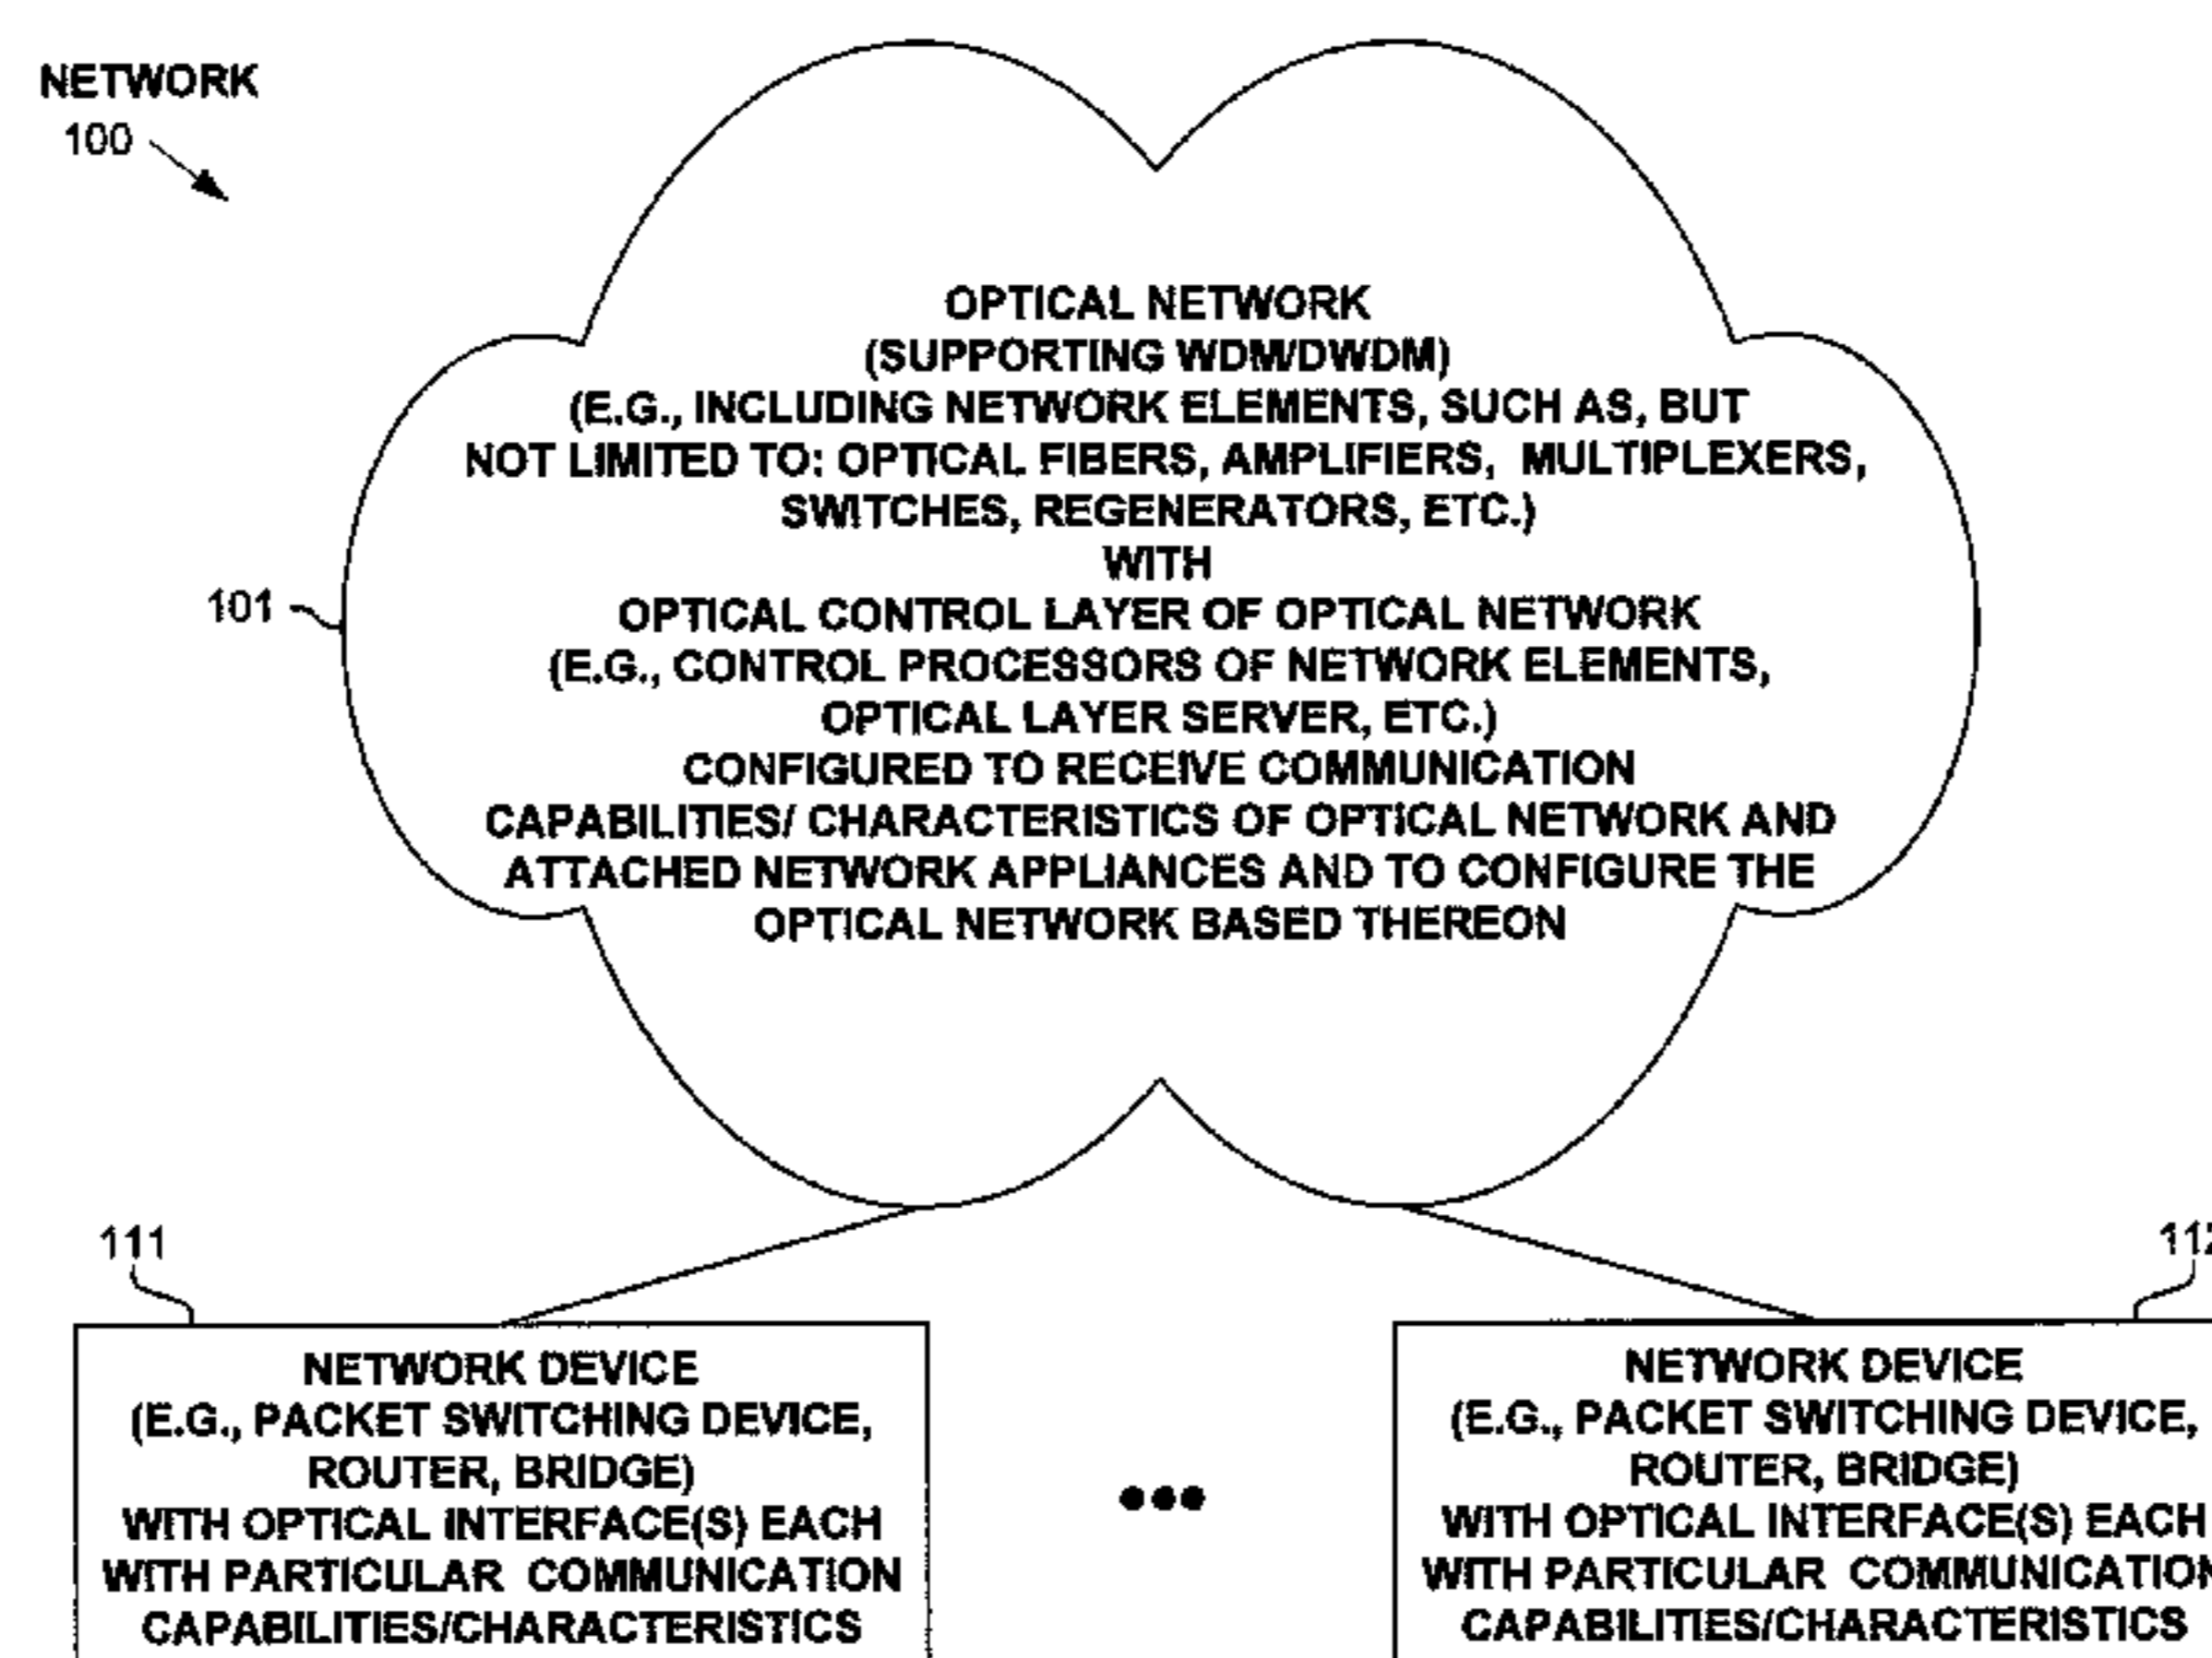 NETWORK
100
OPTICAL NETWORK
(SUPPORTING WDM/DWDM)
(E.G., INCLUDING NETWORK ELEMENTS, SUCH AS, BUT
NOT LIMITED TO: OPTICAL FIBERS, AMPLIFIERS, MULTIPLEXERS,
SWITCHES, REGENERATORS, ETC.)
WITH
101
OPTICAL CONTROL LAYER OF OPTICAL NETWORK
(E.G., CONTROL PROCESSORS OF NETWORK ELEMENTS,
OPTICAL LAYER SERVER, ETC.)
CONFIGURED TO RECEIVE COMMUNICATION
CAPABILITIES/ CHARACTERISTICS OF OPTICAL NETWORK AND
ATTACHED NETWORK APPLIANCES AND TO CONFIGURE THE
OPTICAL NETWORK BASED THEREON
111
NETWORK DEVICE
(E.G., PACKET SWITCHING DEVICE,
ROUTER, BRIDGE)
WITH OPTICAL INTERFACE(S) EACH
WITH PARTICULAR COMMUNICATION
CAPABILITIES/CHARACTERISTICS
112
NETWORK DEVICE
(E.G., PACKET SWITCHING DEVICE,
ROUTER, BRIDGE)
WITH OPTICAL INTERFACE(S) EACH
WITH PARTICULAR COMMUNICATION
CAPABILITIES/CHARACTERISTICS